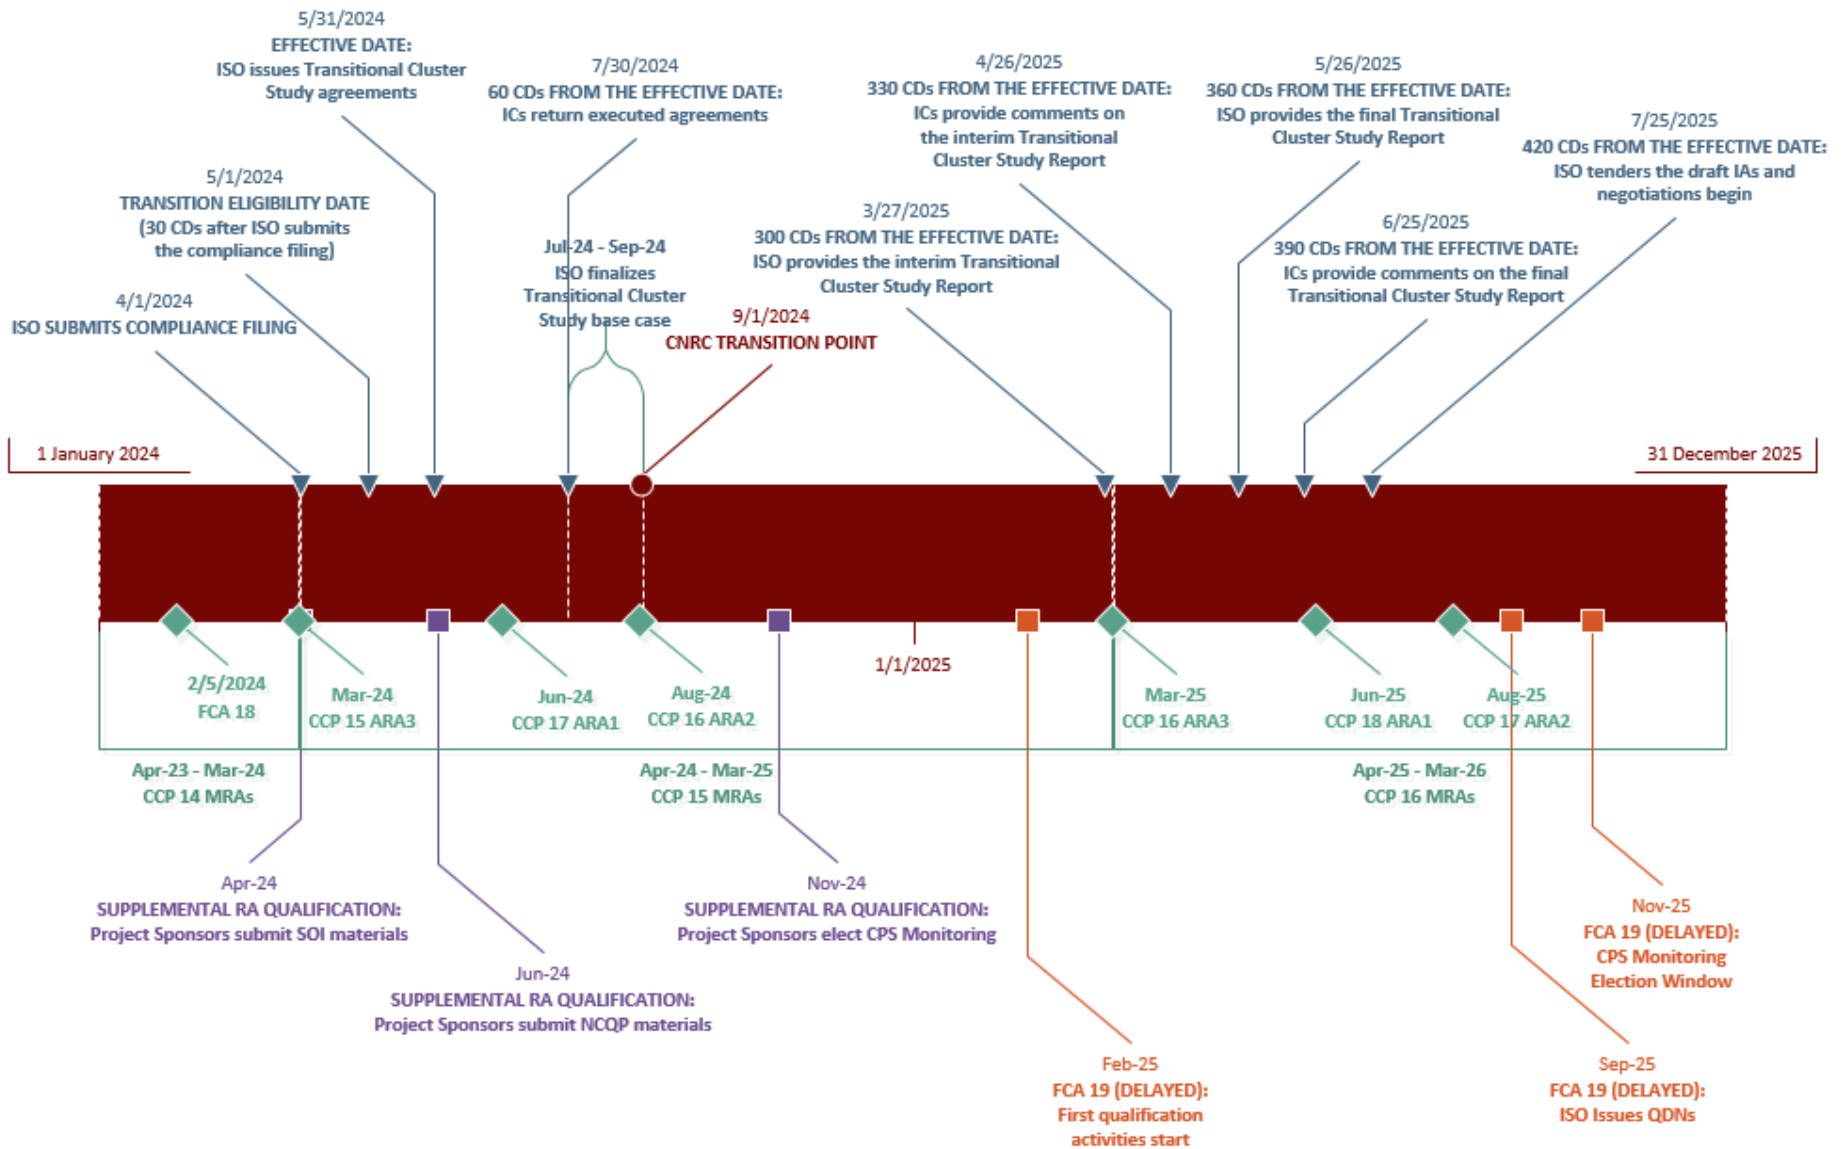 5/31/2024
EFFECTIVE DATE:
ISO issues Transitional Cluster
Study agreements
7/30/2024
60 CDs FROM THE EFFECTIVE DATE:
ICs return executed agreements
4/26/2025
330 CDs FROM THE EFFECTIVE DATE:
ICs provide comments on
the interim Transitional
Cluster Study Report
5/26/2025
360 CDs FROM THE EFFECTIVE DATE:
ISO provides the final Transitional
Cluster Study Report
7/25/2025
420 CDs FROM THE EFFECTIVE DATE:
ISO tenders the draft IAs and
negotiations begin
5/1/2024
TRANSITION ELIGIBILITY DATE
(30 CDs after ISO submits
the compliance filing)
Jul-24 - Sep-24
ISO finalizes
Transitional Cluster
Study base case
3/27/2025
300 CDs FROM THE EFFECTIVE DATE:
ISO provides the interim Transitional
Cluster Study Report
6/25/2025
390 CDs FROM THE EFFECTIVE DATE:
ICs provide comments on the final
Transitional Cluster Study Report
4/1/2024
ISO SUBMITS COMPLIANCE FILING
9/1/2024
CNRC TRANSITION POINT
1 January 2024
31 December 2025
1/1/2025
2/5/2024
FCA 18
Mar-24
CCP 15 ARA3
Jun-24
CCP 17 ARA1
Aug-24
CCP 16 ARA2
Mar-25
CCP 16 ARA3
Jun-25
CCP 18 ARA1
Aug-25
CCP 17 ARA2
Apr-23 - Mar-24
CCP 14 MRAs
Apr-24 - Mar-25
CCP 15 MRAs
Apr-25 - Mar-26
CCP 16 MRAs
Apr-24
SUPPLEMENTAL RA QUALIFICATION:
Project Sponsors submit SOI materials
Nov-24
SUPPLEMENTAL RA QUALIFICATION:
Project Sponsors elect CPS Monitoring
Nov-25
FCA 19 (DELAYED):
CPS Monitoring
Election Window
Jun-24
SUPPLEMENTAL RA QUALIFICATION:
Project Sponsors submit NCQP materials
Feb-25
FCA 19 (DELAYED):
First qualification
activities start
Sep-25
FCA 19 (DELAYED):
ISO Issues QDNs